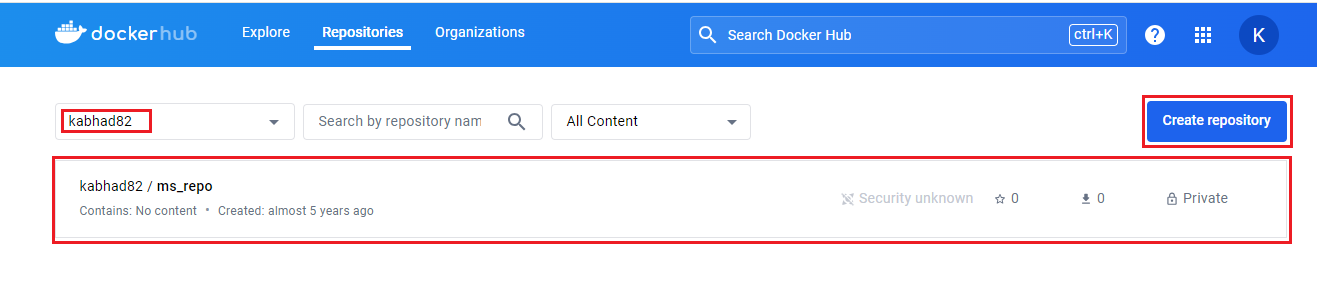 dockerhub Explore Repositories Organizations Search Docker Hub ctrl+K ? K
kabhad82 Search by repository nam All Content Create repository
kabhad82 / ms_repo
Security unknown 0 0 Private
Contains: No content • Created: almost 5 years ago